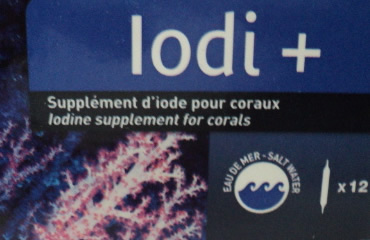 Iodi +
Supplément d'iode pour coraux
Iodine supplement for corals
EAU DE MER - SALT WATER
x 12